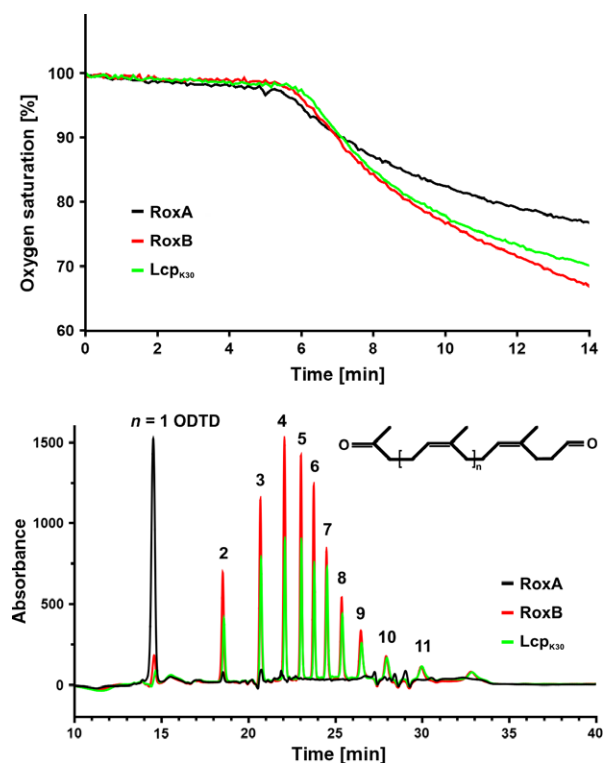 Oxygen saturation [%]
100
90
80
70
60
RoxA
RoxB
LcpK30
0 2 4 6 8 10 12 14
Time [min]
n = 1 ODTD
2
3
4
5
6
7
8
9
10
11
O
[
]n
O
Absorbance
1500
1000
500
0
RoxA
RoxB
LcpK30
10 15 20 25 30 35 40
Time [min]